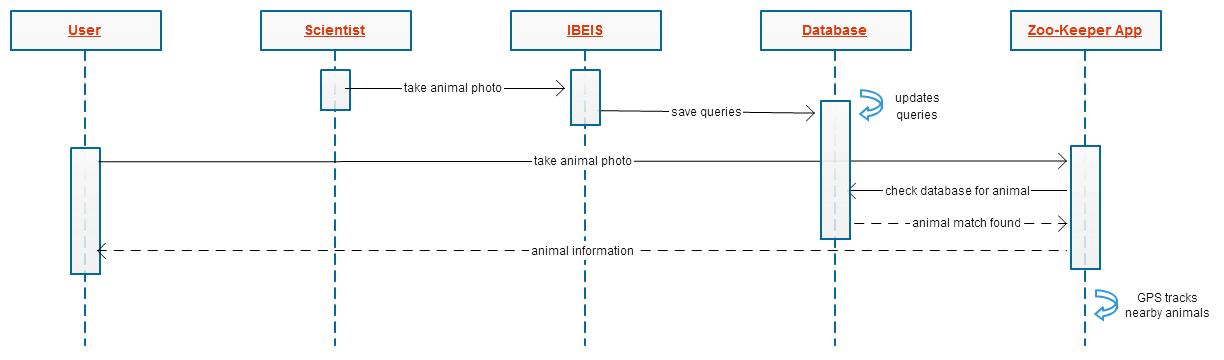 User
Scientist
IBEIS
Database
Zoo-Keeper App
take animal photo
updates
queries
save queries
take animal photo
check database for animal
animal match found
animal information
GPS tracks
nearby animals